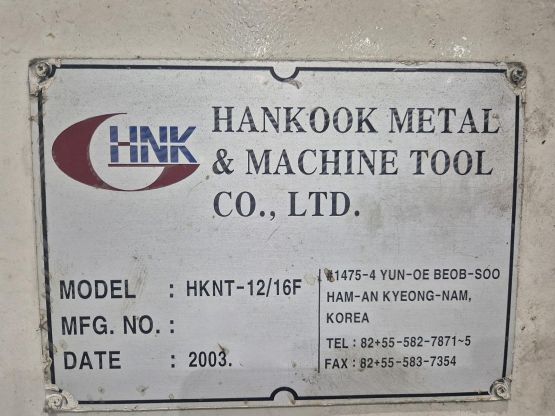 HNK
HANKOOK METAL
& MACHINE TOOL
CO., LTD.
MODEL : HKNT-12/16F
MFG. NO. :
DATE : 2003.
#1475-4 YUN-OE BEOB-SOO
HAM-AN KYEONG-NAM,
KOREA
TEL : 82+55-582-7871~5
FAX : 82+55-583-7354